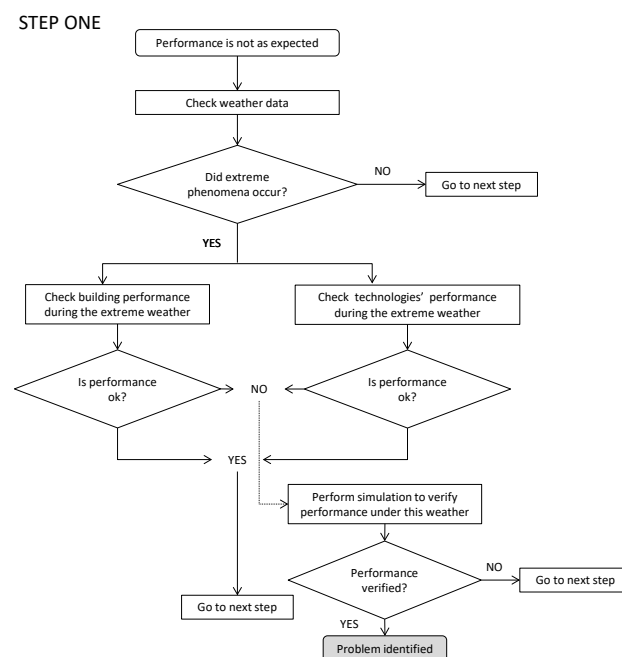 STEP ONE
Performance is not as expected
Check weather data
Did extreme
phenomena occur?
NO
Go to next step
YES
Check building performance
during the extreme weather
Check technologies’ performance
during the extreme weather
Is performance
ok?
NO
Is performance
ok?
YES
Perform simulation to verify
performance under this weather
Performance
verified?
NO
Go to next step
Go to next step
YES
Problem identified